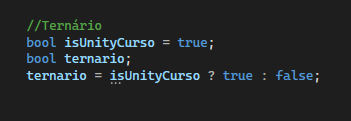 //Ternário
bool isUnityCurso = true;
bool ternario;
ternario = isUnityCurso ? true : false;